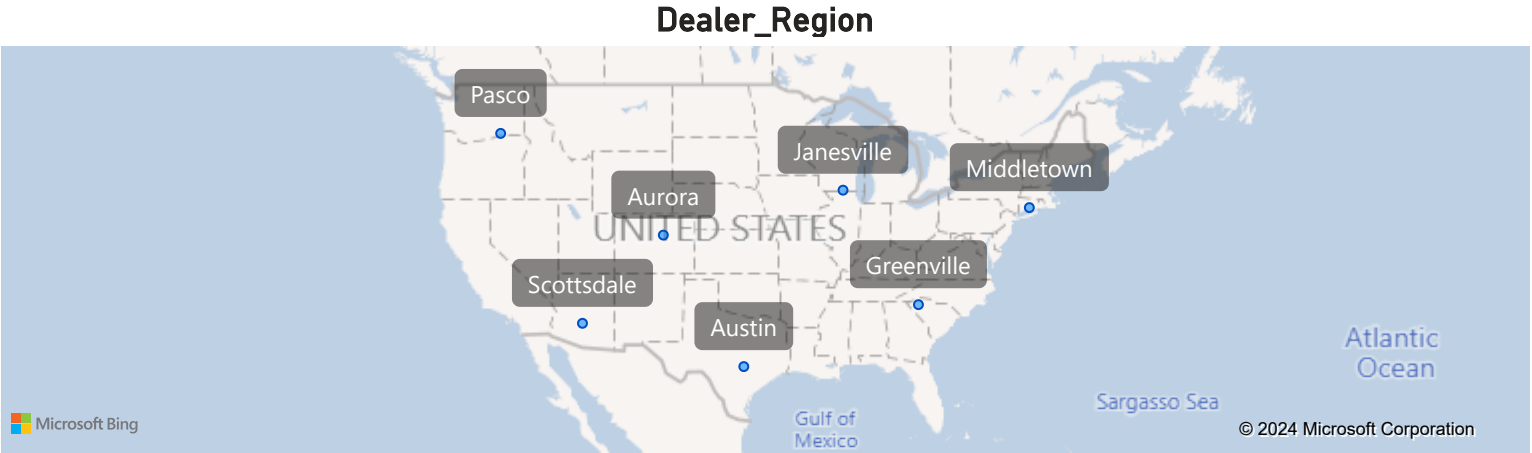 Dealer_Region
Pasco
Janesville
Middletown
Aurora
UNITED STATES
Greenville
Scottsdale
Austin
Atlantic
Ocean
Sargasso Sea
Gulf of
Mexico
Microsoft Bing
© 2024 Microsoft Corporation